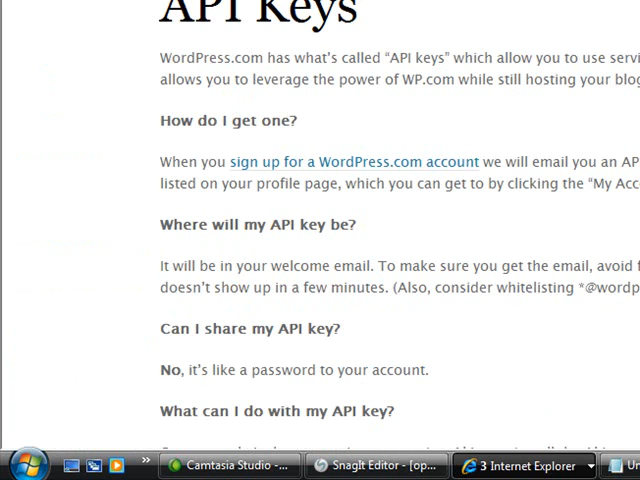 API Keys
WordPress.com has what's called “API keys” which allow you to use servi
allows you to leverage the power of WP.com while still hosting your blog
How do I get one?
When you sign up for a WordPress.com account we will email you an AP
listed on your profile page, which you can get to by clicking the “My Acc
Where will my API key be?
It will be in your welcome email. To make sure you get the email, avoid f
doesn't show up in a few minutes. (Also, consider whitelisting *@wordp
Can I share my API key?
No, it's like a password to your account.
What can I do with my API key?
» Camtasia Studio -... SnagIt Editor - [op... 3 Internet Explorer Un